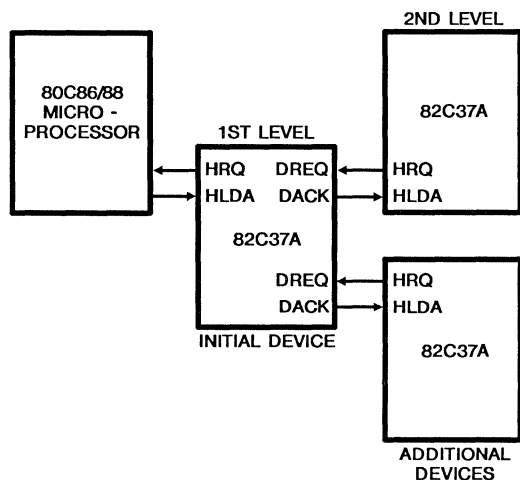 2ND LEVEL
80C86/88
MICRO -
PROCESSOR
82C37A
1ST LEVEL
HRQ DREQ
HLDA DACK
82C37A
DREQ
DACK
INITIAL DEVICE
HRQ
HLDA
HRQ
HLDA
82C37A
ADDITIONAL
DEVICES